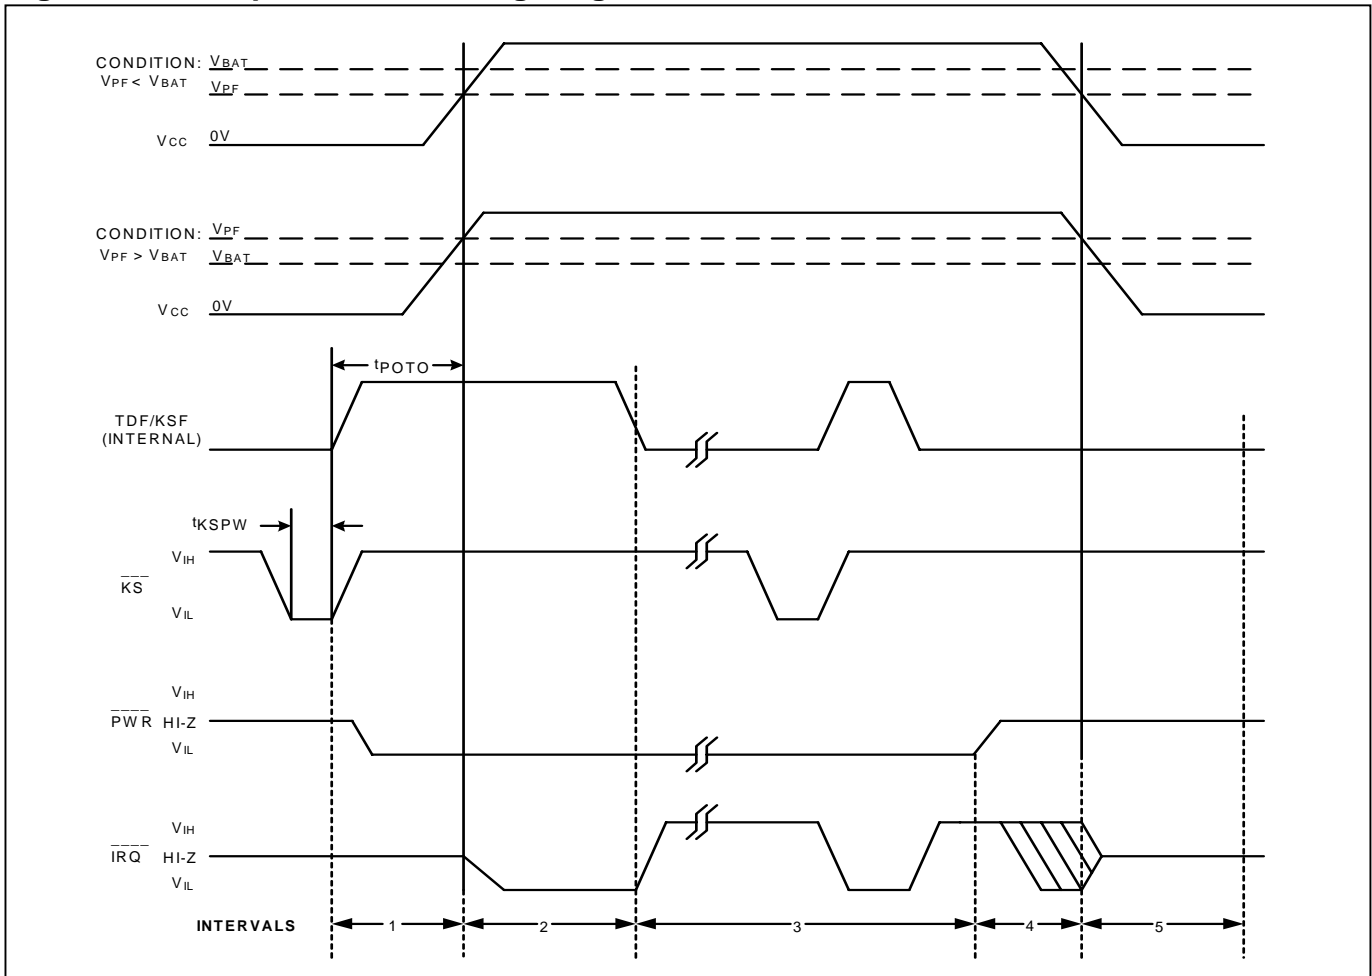 CONDITION: VBAT
VPF < VBAT
VPF
VCC 0V
CONDITION: VPF
VPF > VBAT VBAT
VCC 0V
tPOTO
TDF/KSF
(INTERNAL)
tKSPW
VIH
KS
VIL
VIH
PWR HI-Z
VIL
VIH
IRQ HI-Z
VIL
INTERVALS 1 2 3 4 5